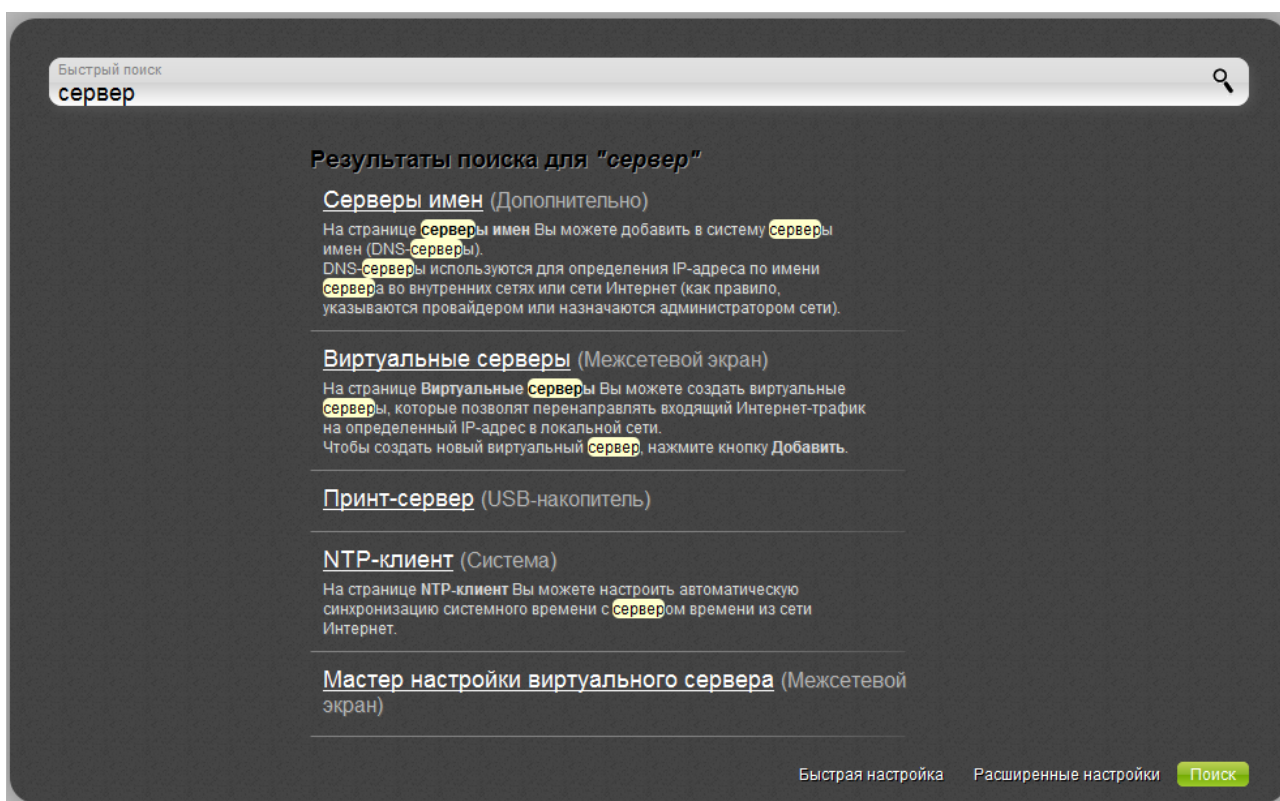 Быстрый поиск
сервер
Результаты поиска для "сервер"
Серверы имен (Дополнительно)
На странице серверы имен Вы можете добавить в систему серверы
имен (DNS-серверы).
DNS-серверы используются для определения IP-адреса по имени
сервера во внутренних сетях или сети Интернет (как правило,
указываются провайдером или назначаются администратором сети).
Виртуальные серверы (Межсетевой экран)
На странице Виртуальные серверы Вы можете создать виртуальные
серверы, которые позволят перенаправлять входящий Интернет-трафик
на определенный IP-адрес в локальной сети.
Чтобы создать новый виртуальный сервер, нажмите кнопку Добавить.
Принт-сервер (USB-накопитель)
NTP-клиент (Система)
На странице NTP-клиент Вы можете настроить автоматическую
синхронизацию системного времени с сервером времени из сети
Интернет.
Мастер настройки виртуального сервера (Межсетевой
экран)
Быстрая настройка Расширенные настройки Поиск